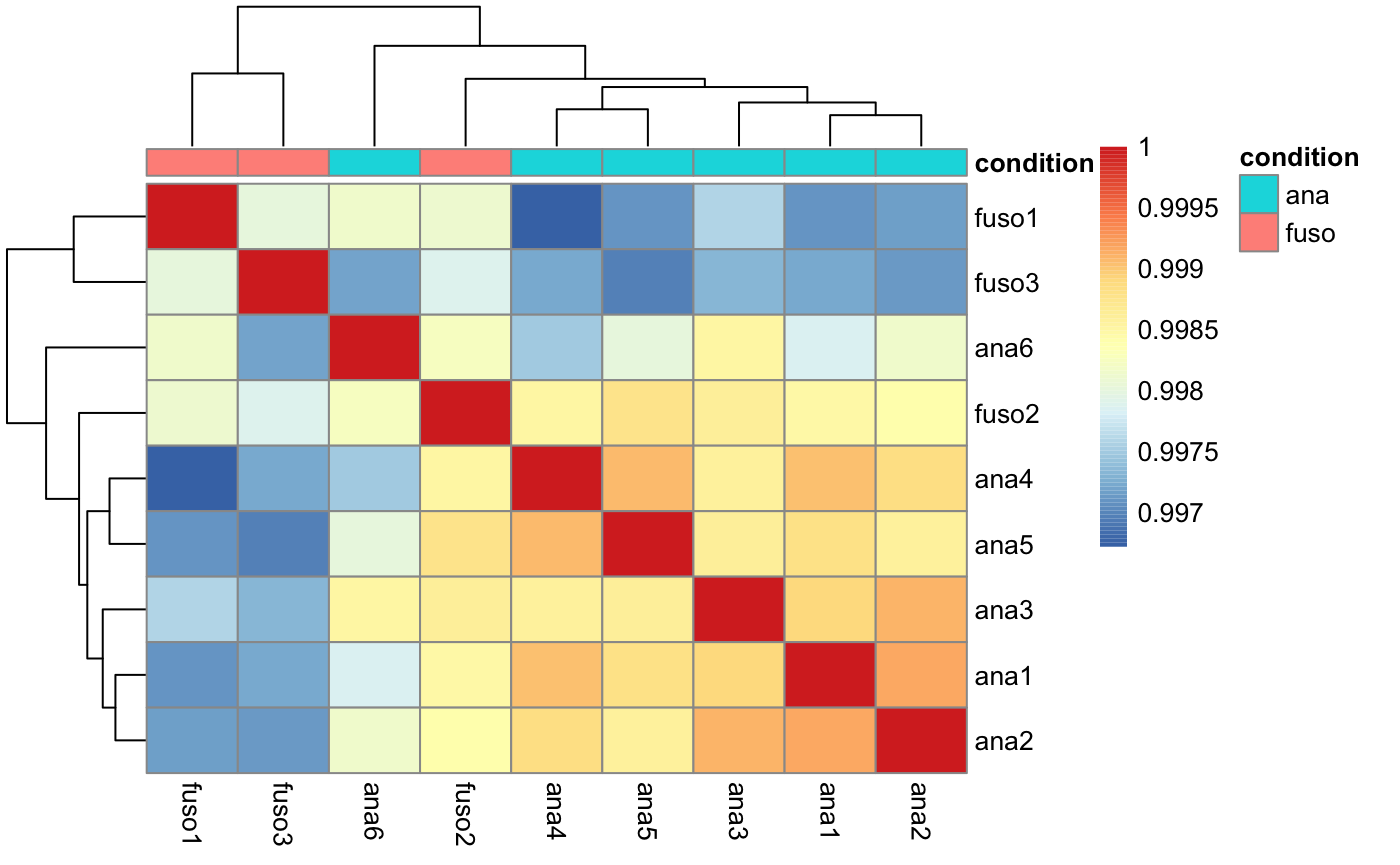 condition
fuso1
fuso3
ana6
fuso2
ana4
ana5
ana3
ana1
ana2
fuso1
fuso3
ana6
fuso2
ana4
ana5
ana3
ana1
ana2
1
0.9995
0.999
0.9985
0.998
0.9975
0.997
condition
ana
fuso